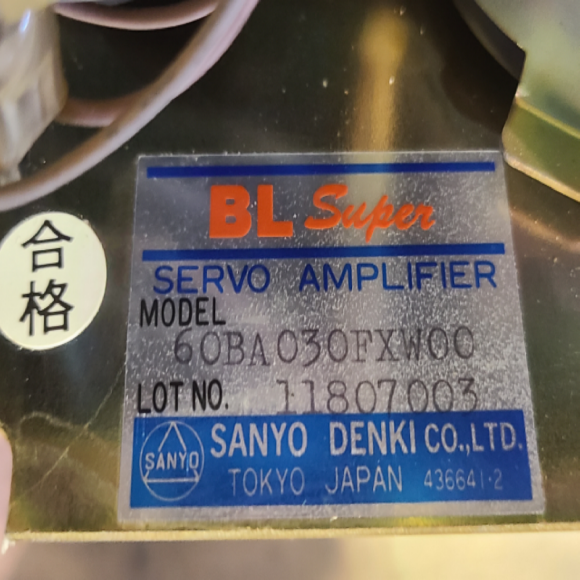 BL Super
SERVO AMPLIFIER
MODEL
60BA030FXW00
LOT NO. 11807003
SANYO
SANYO DENKI CO.,LTD.
TOKYO JAPAN 436641-2
合格